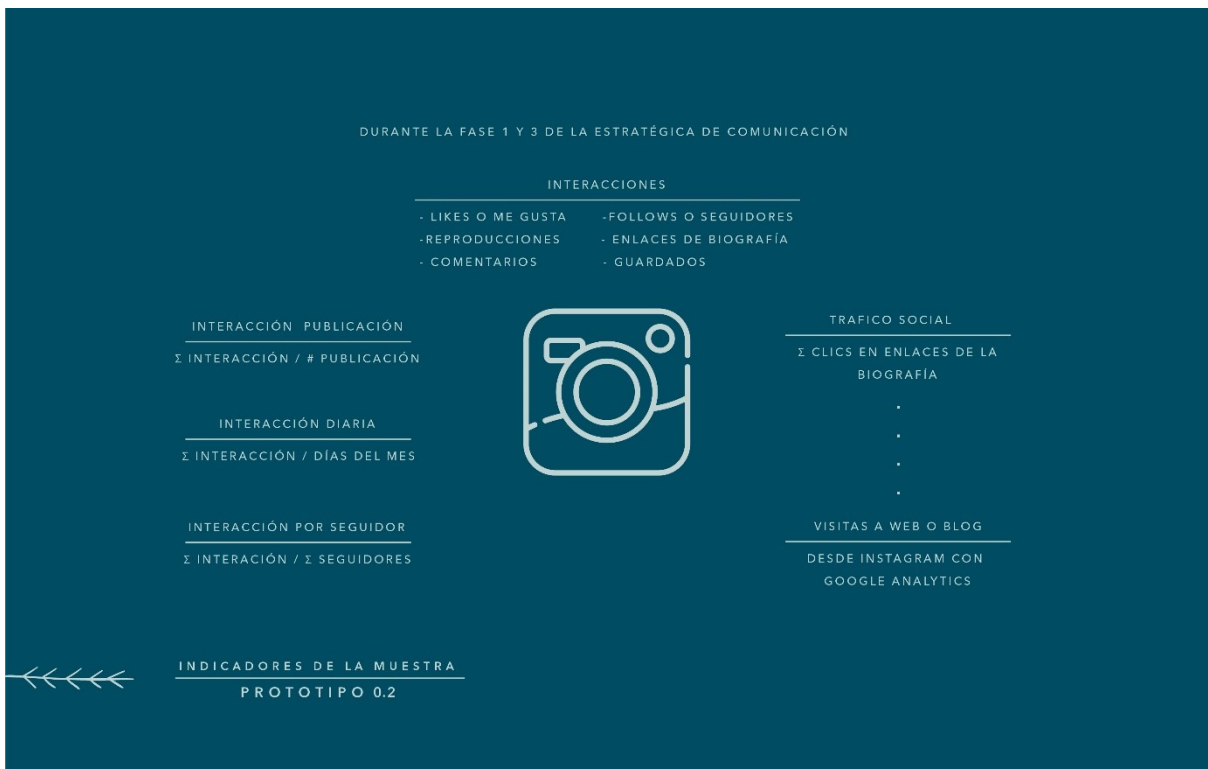 DURANTE LA FASE 1 Y 3 DE LA ESTRATÉGICA DE COMUNICACIÓN
INTERACCIONES
- LIKES O ME GUSTA
-REPRODUCCIONES
- COMENTARIOS
-FOLLOWS O SEGUIDORES
- ENLACES DE BIOGRAFÍA
- GUARDADOS
INTERACCIÓN PUBLICACIÓN
Σ INTERACCIÓN / # PUBLICACIÓN
INTERACCIÓN DIARIA
Σ INTERACCIÓN / DÍAS DEL MES
INTERACCIÓN POR SEGUIDOR
Σ INTERACIÓN / Σ SEGUIDORES
TRAFICO SOCIAL
Σ CLICS EN ENLACES DE LA
BIOGRAFÍA
VISITAS A WEB O BLOG
DESDE INSTAGRAM CON
GOOGLE ANALYTICS
INDICADORES DE LA MUESTRA
PROTOTIPO 0.2